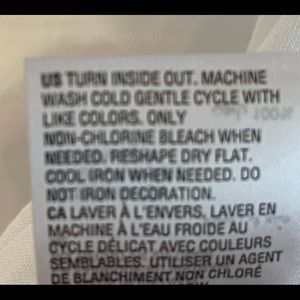 US TURN INSIDE OUT. MACHINE
WASH COLD GENTLE CYCLE WITH
LIKE COLORS. ONLY
NON-CHLORINE BLEACH WHEN
NEEDED. RESHAPE DRY FLAT.
COOL IRON WHEN NEEDED. DO
NOT IRON DECORATION.
CA LAVER À L'ENVERS. LAVER EN
MACHINE À L'EAU FROIDE AU
CYCLE DÉLICAT AVEC COULEURS
SEMBLABLES. UTILISER UN AGENT
DE BLANCHIMENT NON CHLORÉ